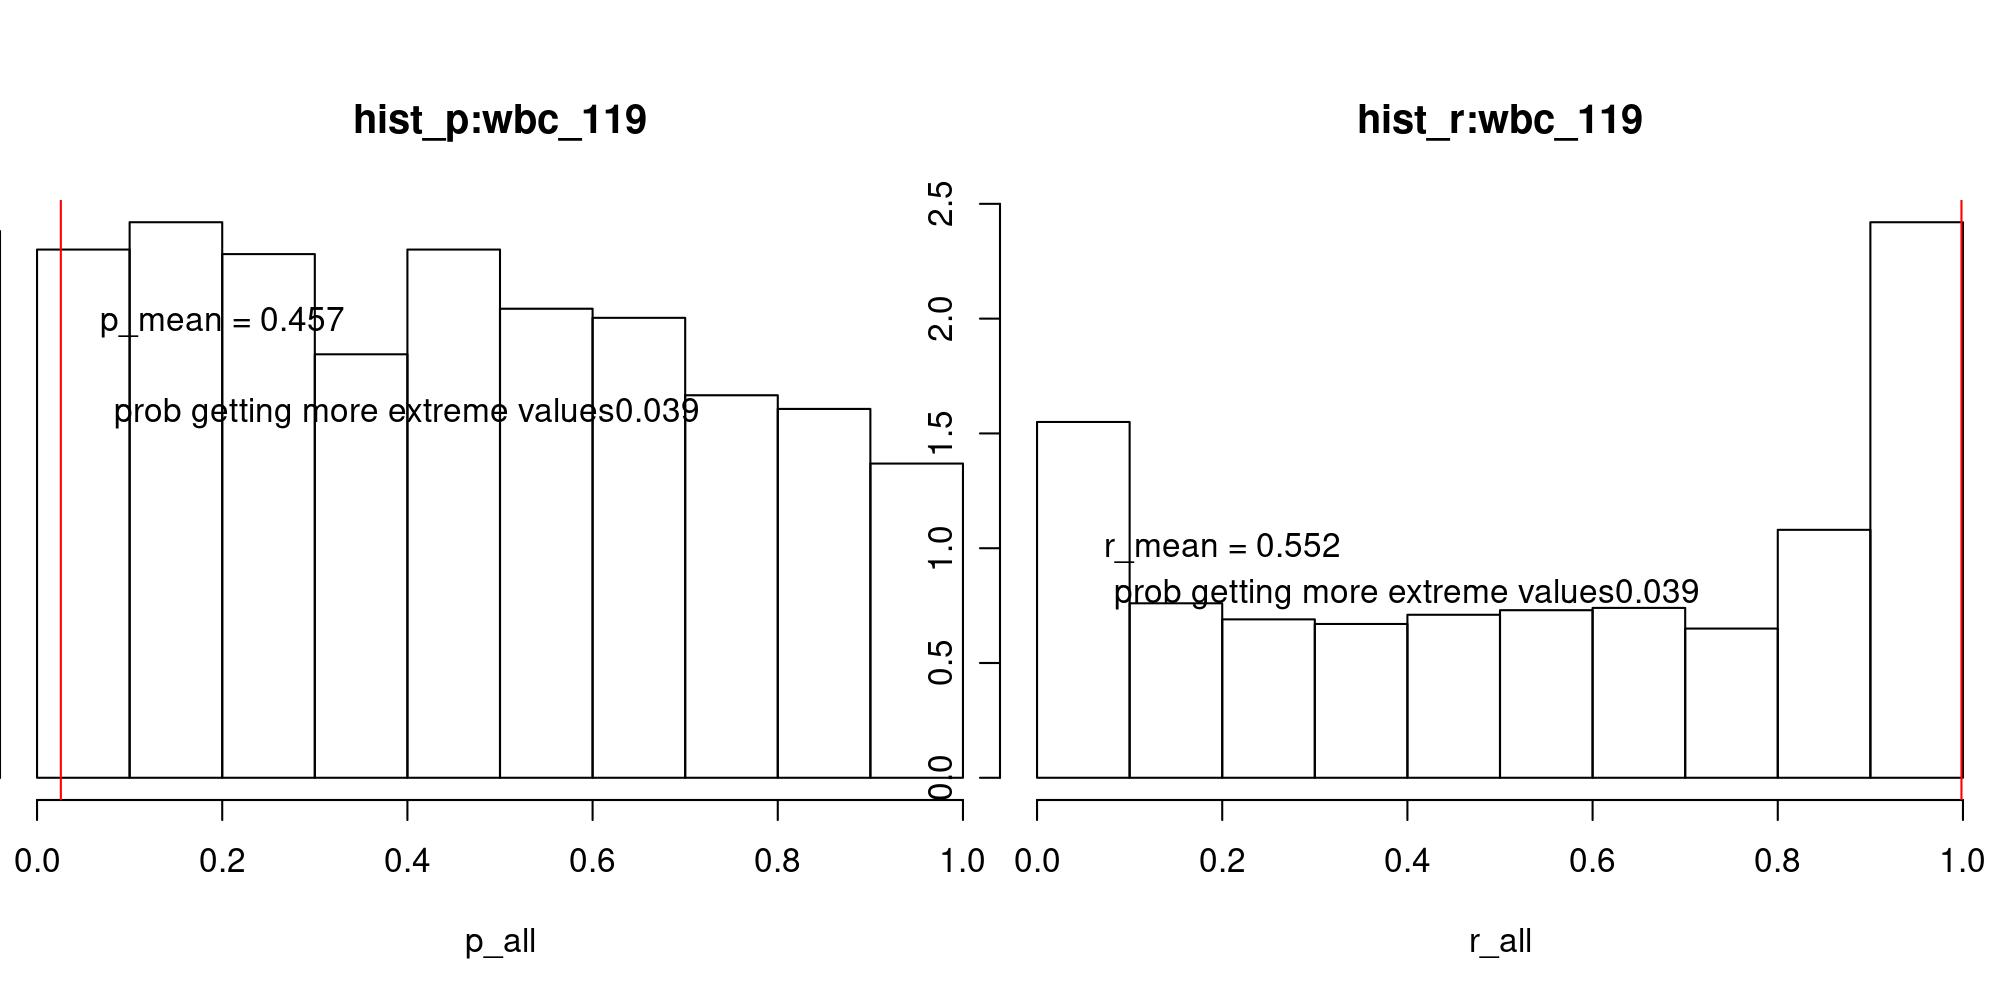 hist_p:wbc_119
p_mean = 0.457
prob getting more extreme values0.039
0.0 0.2 0.4 0.6 0.8 1.0
p_all
hist_r:wbc_119
2.5
2.0
1.5
1.0
0.5
0.0
r_mean = 0.552
prob getting more extreme values0.039
0.0 0.2 0.4 0.6 0.8 1.0
r_all